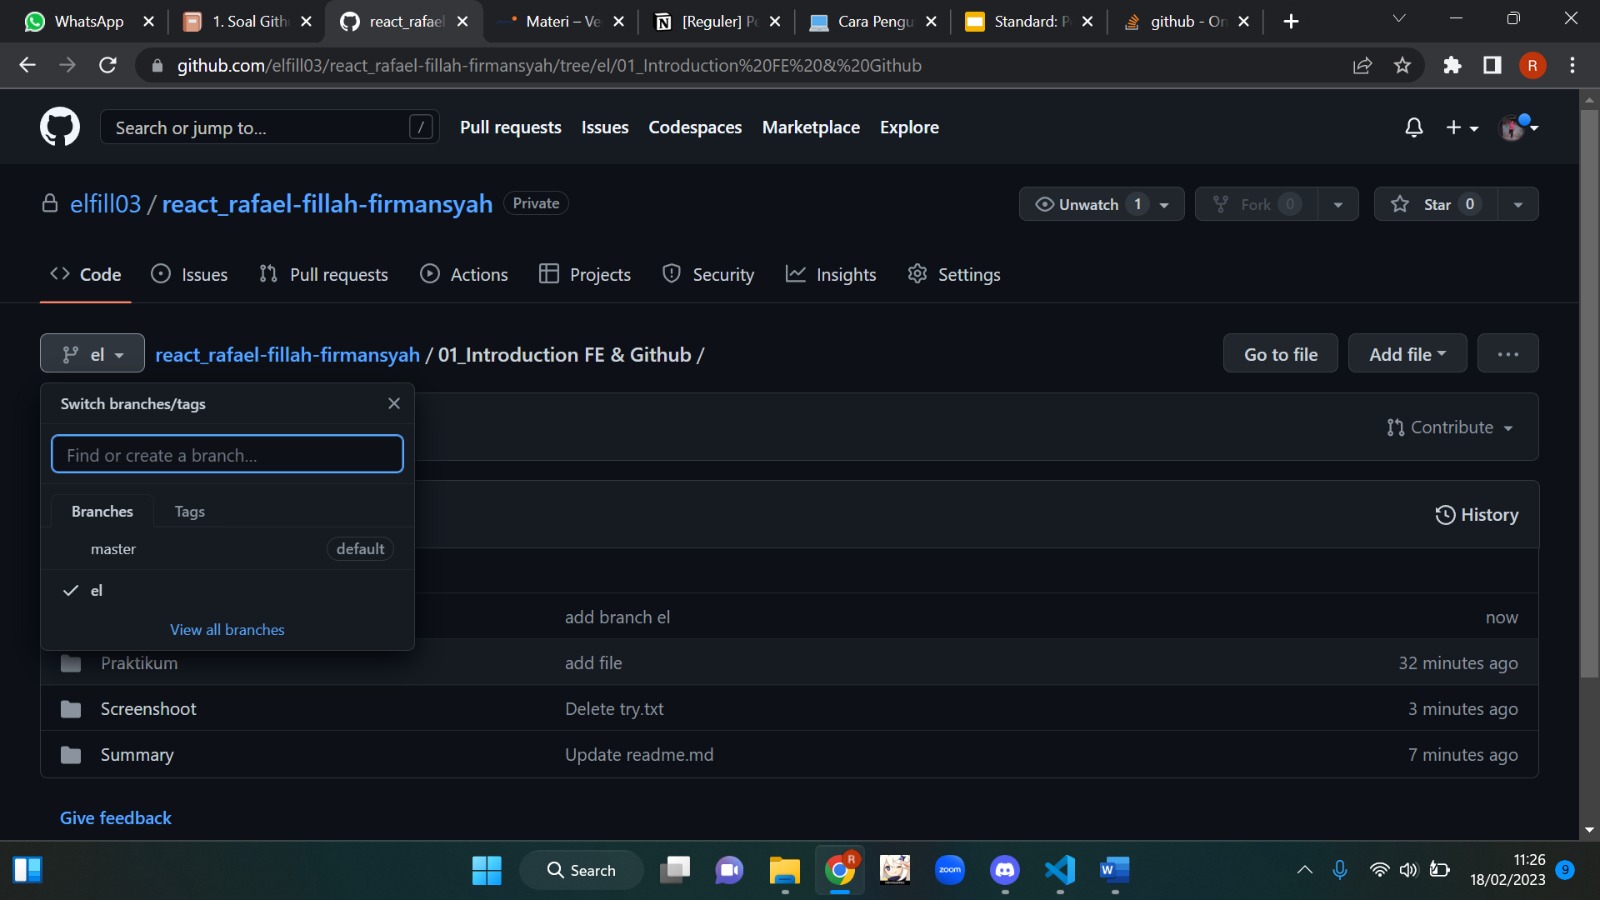 WhatsApp
1. Soal Gith
react_rafael
Materi – Ve
[Reguler] Pe
Cara Pengu
Standard: P
github - On
github.com/elfill03/react_rafael-fillah-firmansyah/tree/el/01_Introduction%20FE%20&%20Github
R
Search or jump to...
/
Pull requests
Issues
Codespaces
Marketplace
Explore
elfill03 / react_rafael-fillah-firmansyah
Private
Unwatch 1
Fork 0
Star 0
Code
Issues
Pull requests
Actions
Projects
Security
Insights
Settings
el
react_rafael-fillah-firmansyah / 01_Introduction FE & Github /
Go to file
Add file
Switch branches/tags
Contribute
Find or create a branch...
Branches
Tags
History
master
default
el
View all branches
add branch el
now
Praktikum
add file
32 minutes ago
Screenshoot
Delete try.txt
3 minutes ago
Summary
Update readme.md
7 minutes ago
Give feedback
Search
R
zoom
W
11:26
18/02/2023
9